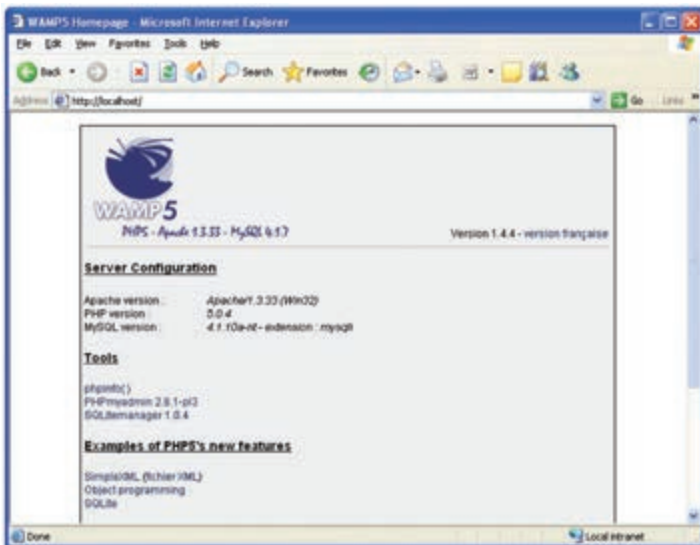 WAMP5 Homepage - Microsoft Internet Explorer
File Edit View Favorites Tools Help
Back Search Favorites
Address http://localhost/ Go Links
WAMP5
PHP5 - Apache 1.3.33 - MySQL 4.1.?
Version 1.4.4 - version française
Server Configuration
Apache version : Apache/1.3.33 (Win32)
PHP version : 5.0.4
MySQL version : 4.1.10a-nt - extension : mysqli
Tools
phpinfo()
PHPmyadmin 2.6.1-pl3
SQLitemanager 1.0.4
Examples of PHP5's new features
SimpleXML (fichier XML)
Object programming
SQLite
Done Local intranet